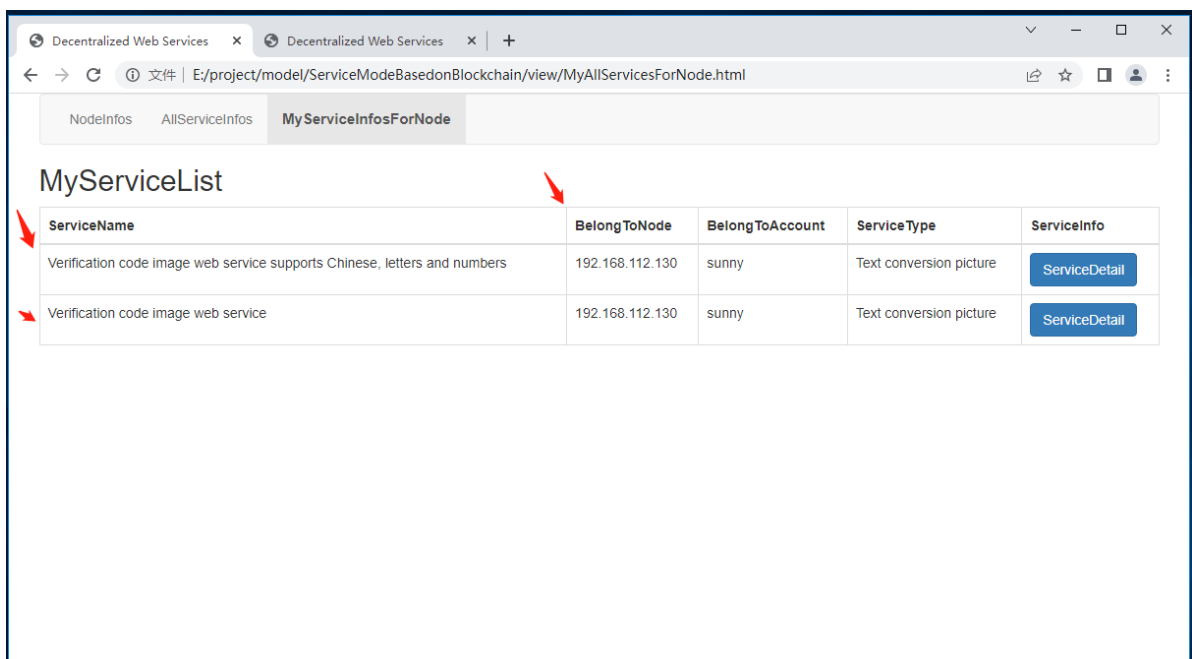 Decentralized Web Services Decentralized Web Services
文件 E:/project/model/ServiceModeBasedonBlockchain/view/MyAllServicesForNode.html
NodeInfos AllServiceInfos MyServiceInfosForNode
MyServiceList
ServiceName BelongToNode BelongToAccount ServiceType ServiceInfo
Verification code image web service supports Chinese, letters and numbers 192.168.112.130 sunny Text conversion picture ServiceDetail
Verification code image web service 192.168.112.130 sunny Text conversion picture ServiceDetail